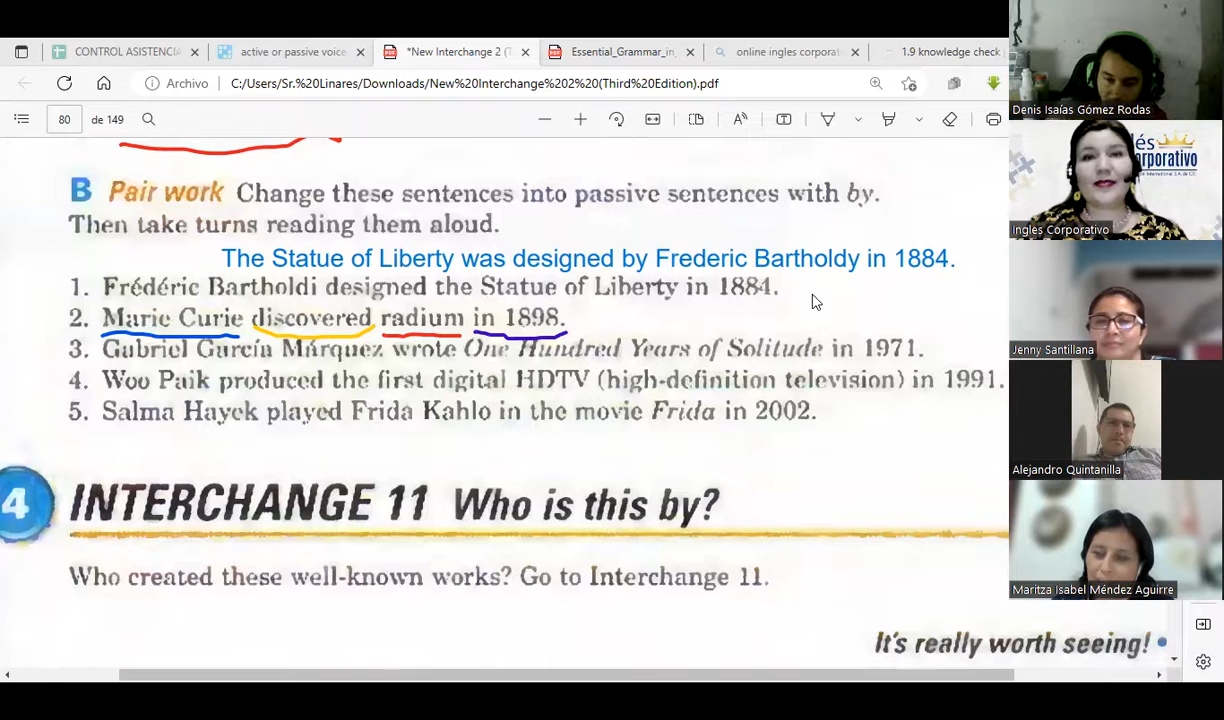 CONTROL ASISTENCIA
active or passive voice
*New Interchange 2 (T
Essential_Grammar_in_
online ingles corporat
1.9 knowledge check
Archivo
C:/Users/Sr.%20Linares/Downloads/New%20Interchange%202%20(Third%20Edition).pdf
80 de 149
B Pair work Change these sentences into passive sentences with by.
Then take turns reading them aloud.
The Statue of Liberty was designed by Frederic Bartholdy in 1884.
1. Frédéric Bartholdi designed the Statue of Liberty in 1884.
2. Marie Curie discovered radium in 1898.
3. Gabriel García Márquez wrote One Hundred Years of Solitude in 1971.
4. Woo Paik produced the first digital HDTV (high-definition television) in 1991.
5. Salma Hayek played Frida Kahlo in the movie Frida in 2002.
4 INTERCHANGE 11 Who is this by?
Who created these well-known works? Go to Interchange 11.
It's really worth seeing! •
Denis Isaías Gómez Rodas
lés
orporativo
Ingles Corporativo
Jenny Santillana
Alejandro Quintanilla
Maritza Isabel Méndez Aguirre